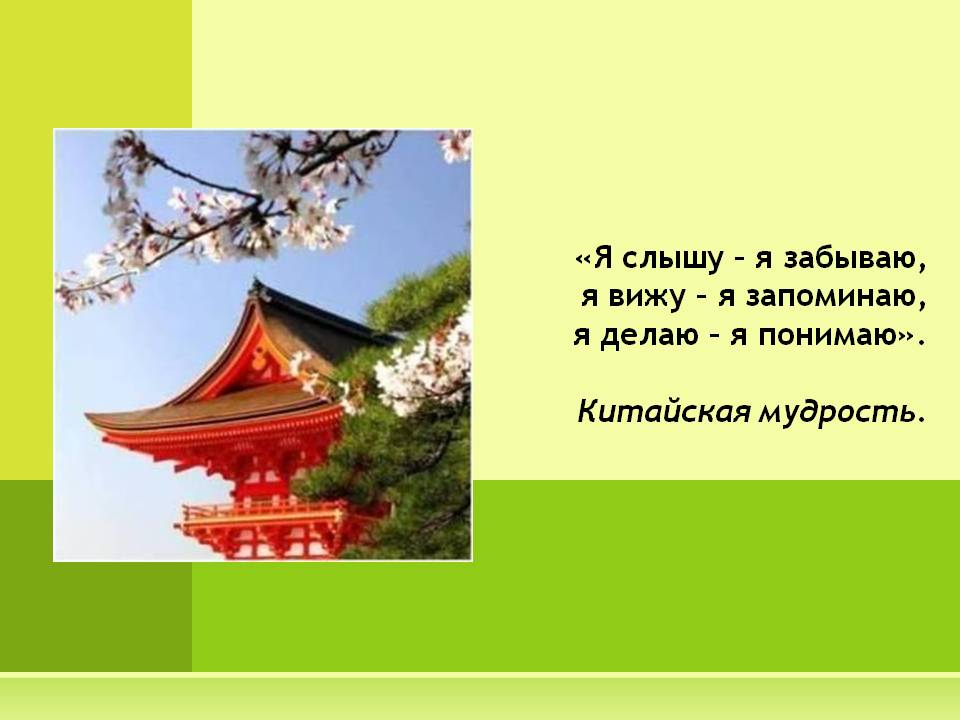 «Я слышу – я забываю,
я вижу – я запоминаю,
я делаю – я понимаю».
Китайская мудрость.